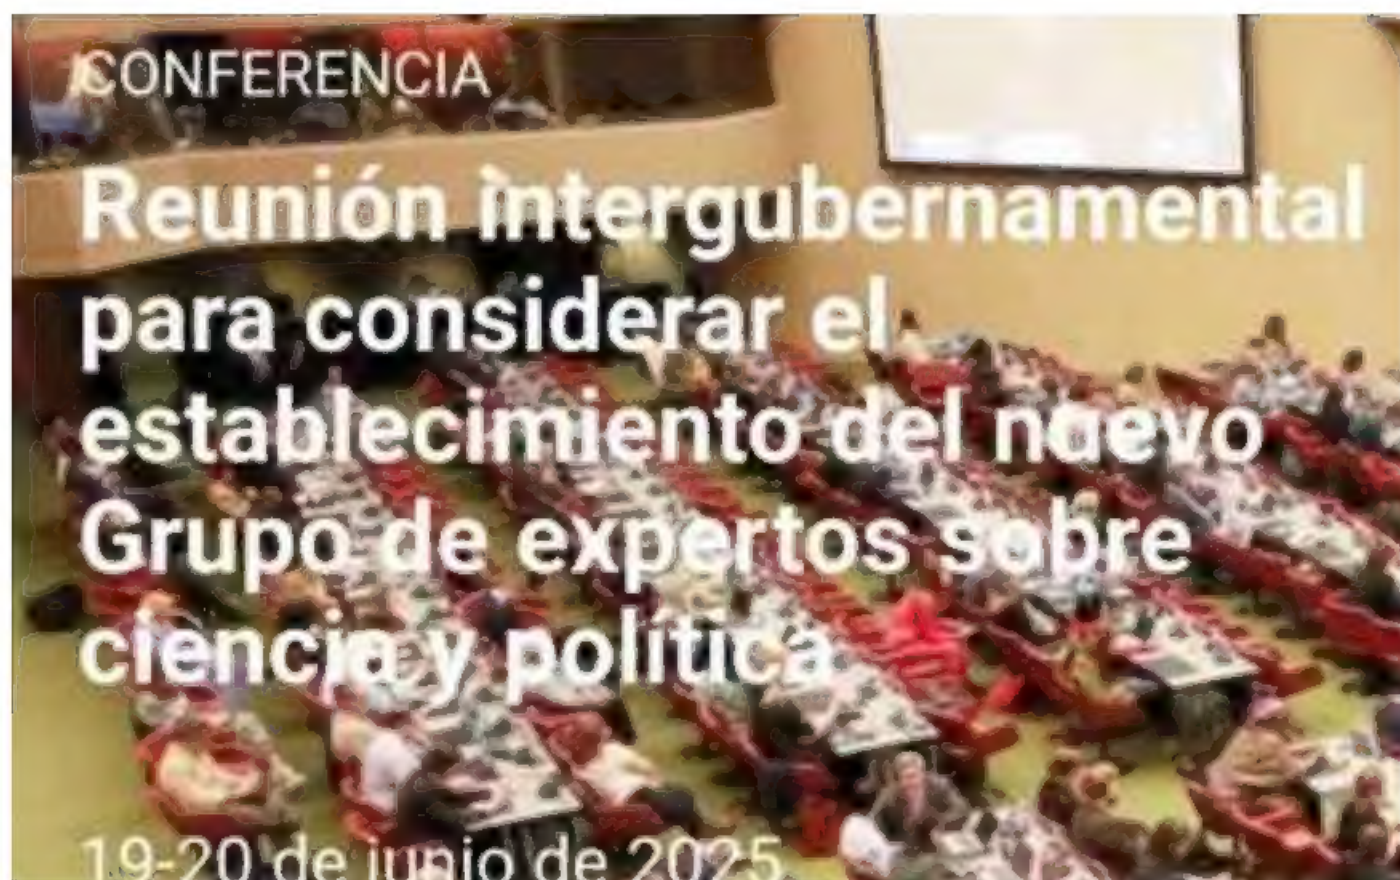 CONFERENCIA
Reunión intergubernamental
para considerar el
establecimiento del nuevo
Grupo de expertos sobre
ciencia y política
19-20 de junio de 2025